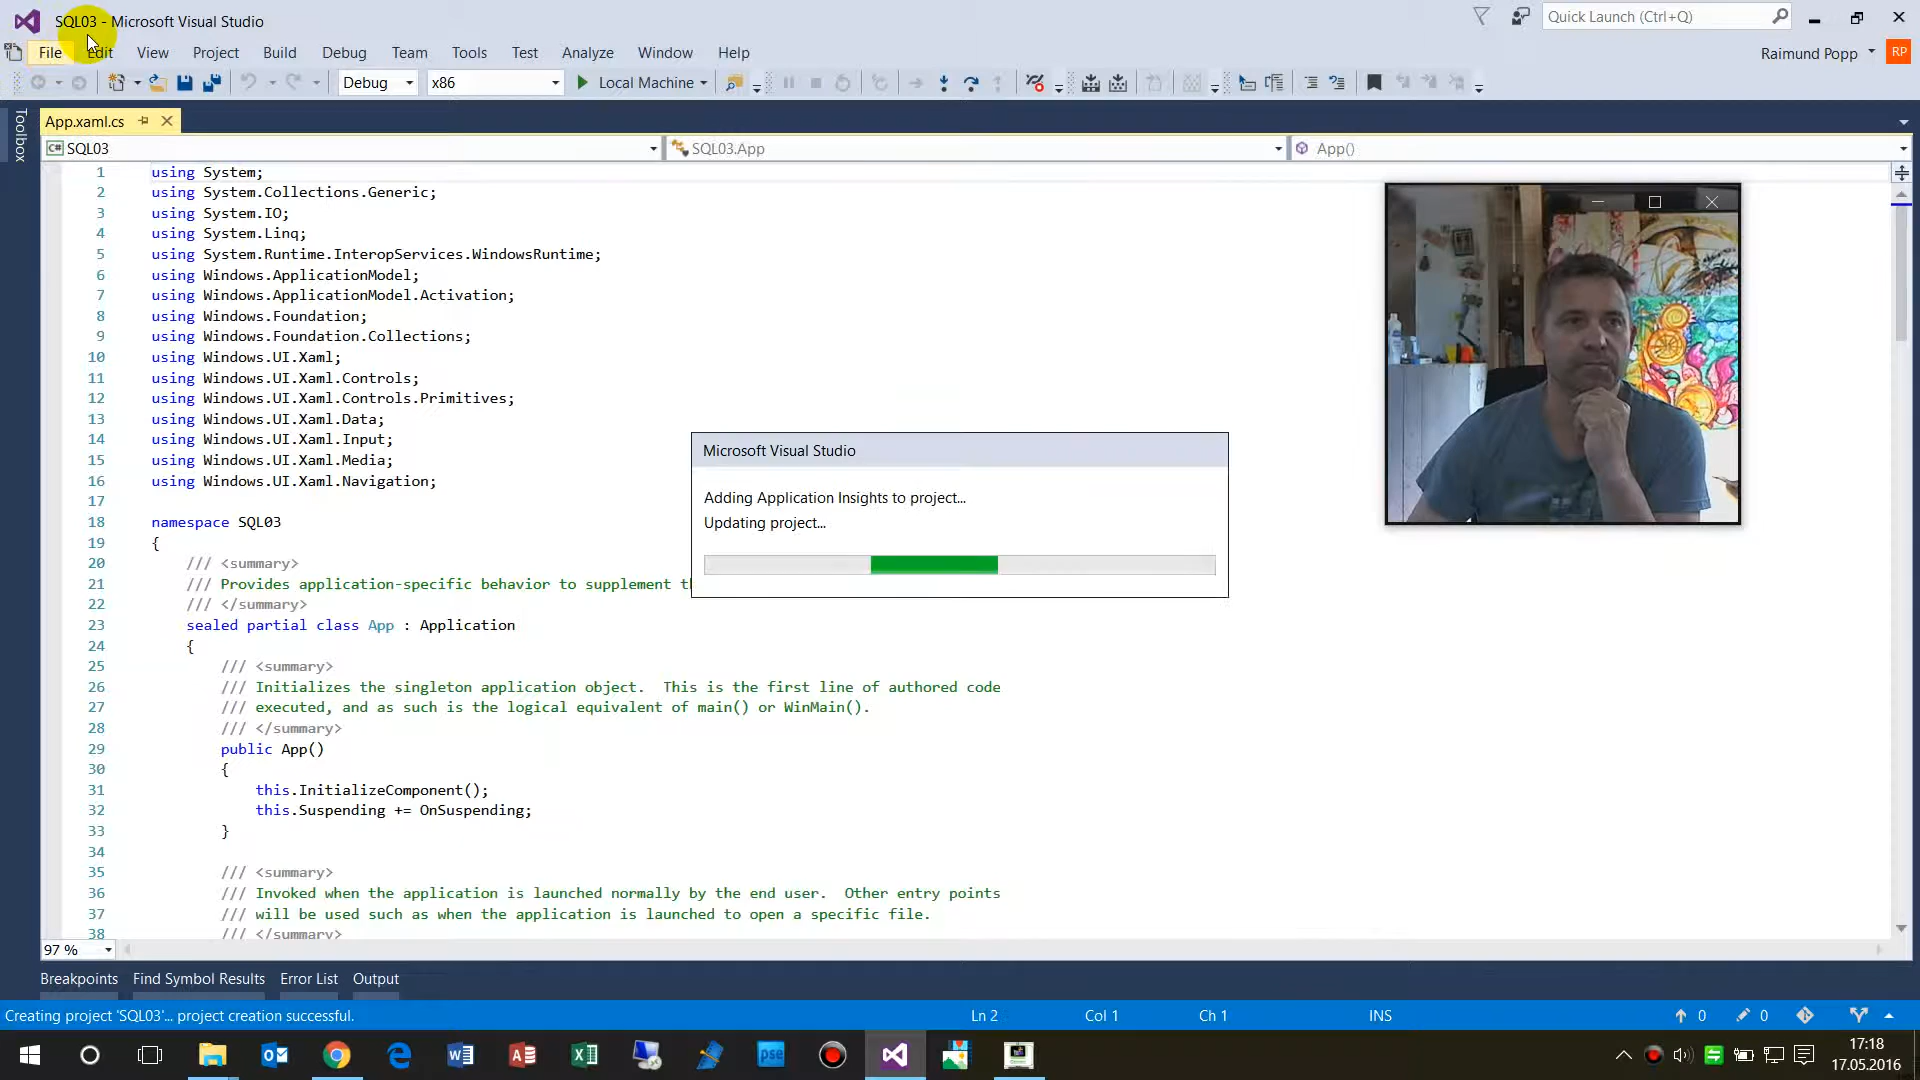 SQL03 - Microsoft Visual Studio
Quick Launch (Ctrl+Q)
File Edit View Project Build Debug Team Tools Test Analyze Window Help
Raimund Popp RP
Debug x86 Local Machine
Toolbox
App.xaml.cs
C# SQL03 SQL03.App App()
1 using System;
2 using System.Collections.Generic;
3 using System.IO;
4 using System.Linq;
5 using System.Runtime.InteropServices.WindowsRuntime;
6 using Windows.ApplicationModel;
7 using Windows.ApplicationModel.Activation;
8 using Windows.Foundation;
9 using Windows.Foundation.Collections;
10 using Windows.UI.Xaml;
11 using Windows.UI.Xaml.Controls;
12 using Windows.UI.Xaml.Controls.Primitives;
13 using Windows.UI.Xaml.Data;
14 using Windows.UI.Xaml.Input;
15 using Windows.UI.Xaml.Media;
16 using Windows.UI.Xaml.Navigation;
17
18 namespace SQL03
19 {
20 /// <summary>
21 /// Provides application-specific behavior to supplement
22 /// </summary>
23 sealed partial class App : Application
24 {
25 /// <summary>
26 /// Initializes the singleton application object.  This is the first line of authored code
27 /// executed, and as such is the logical equivalent of main() or WinMain().
28 /// </summary>
29 public App()
30 {
31 this.InitializeComponent();
32 this.Suspending += OnSuspending;
33 }
34
35 /// <summary>
36 /// Invoked when the application is launched normally by the end user.  Other entry points
37 /// will be used such as when the application is launched to open a specific file.
38 /// </summary>
Microsoft Visual Studio
Adding Application Insights to project...
Updating project...
97 %
Breakpoints Find Symbol Results Error List Output
Creating project 'SQL03'... project creation successful.
Ln 2 Col 1 Ch 1 INS 0 0
pse
17:18
17.05.2016